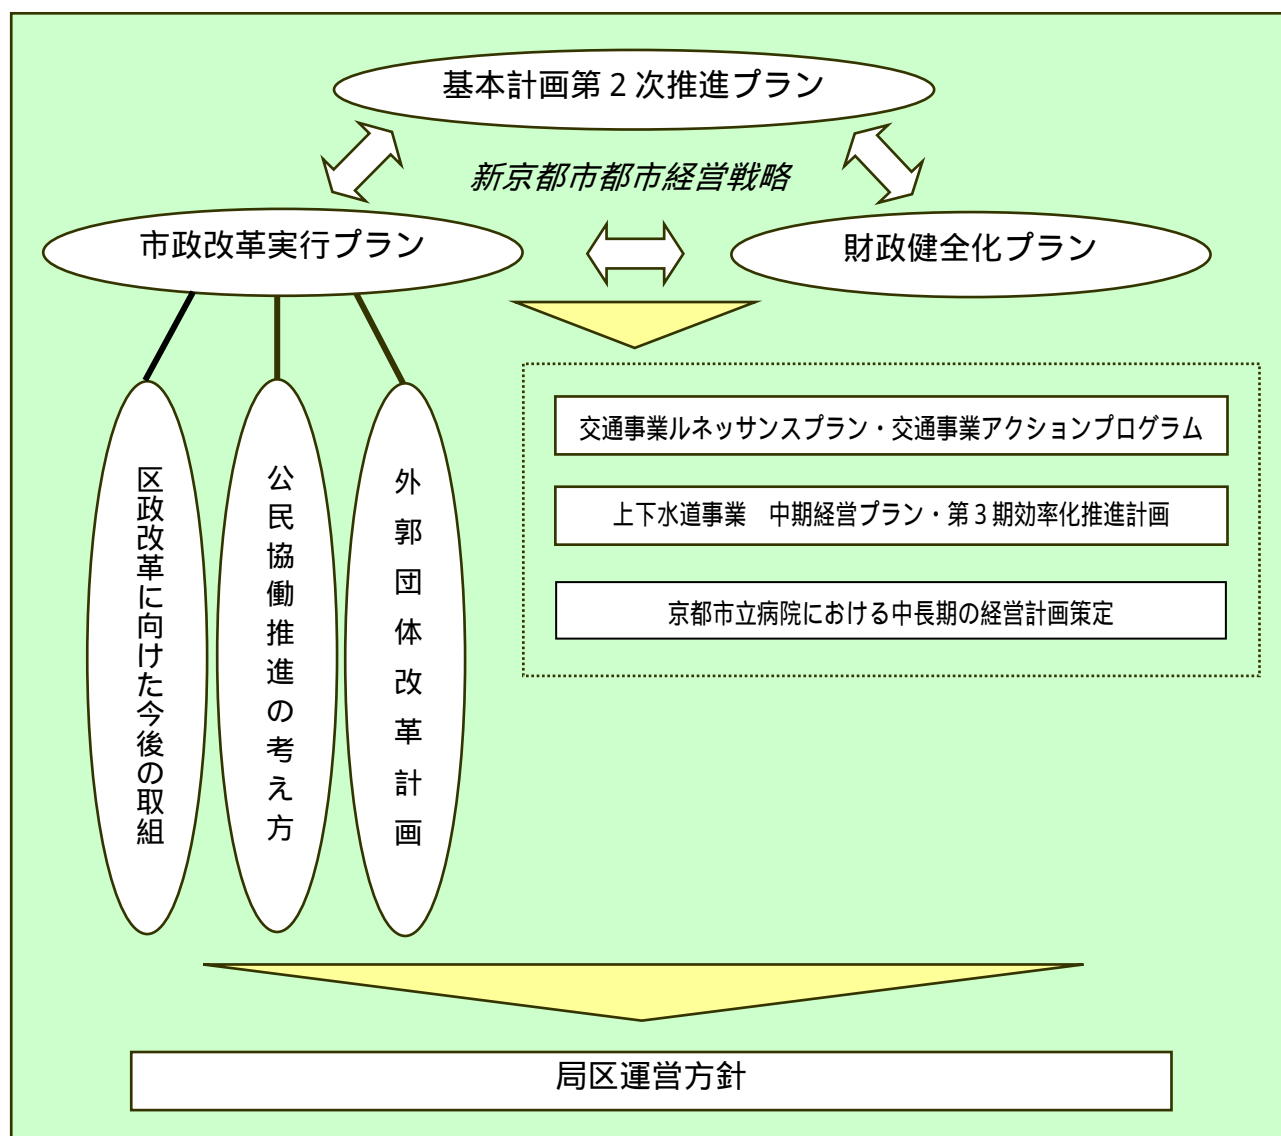 基本計画第２次推進プラン
新京都市都市経営戦略
市政改革実行プラン
財政健全化プラン
区政改革に向けた今後の取組
公民協働推進の考え方
外郭団体改革計画
交通事業ルネッサンスプラン・交通事業アクションプログラム
上下水道事業　中期経営プラン・第３期効率化推進計画
京都市立病院における中長期の経営計画策定
局区運営方針